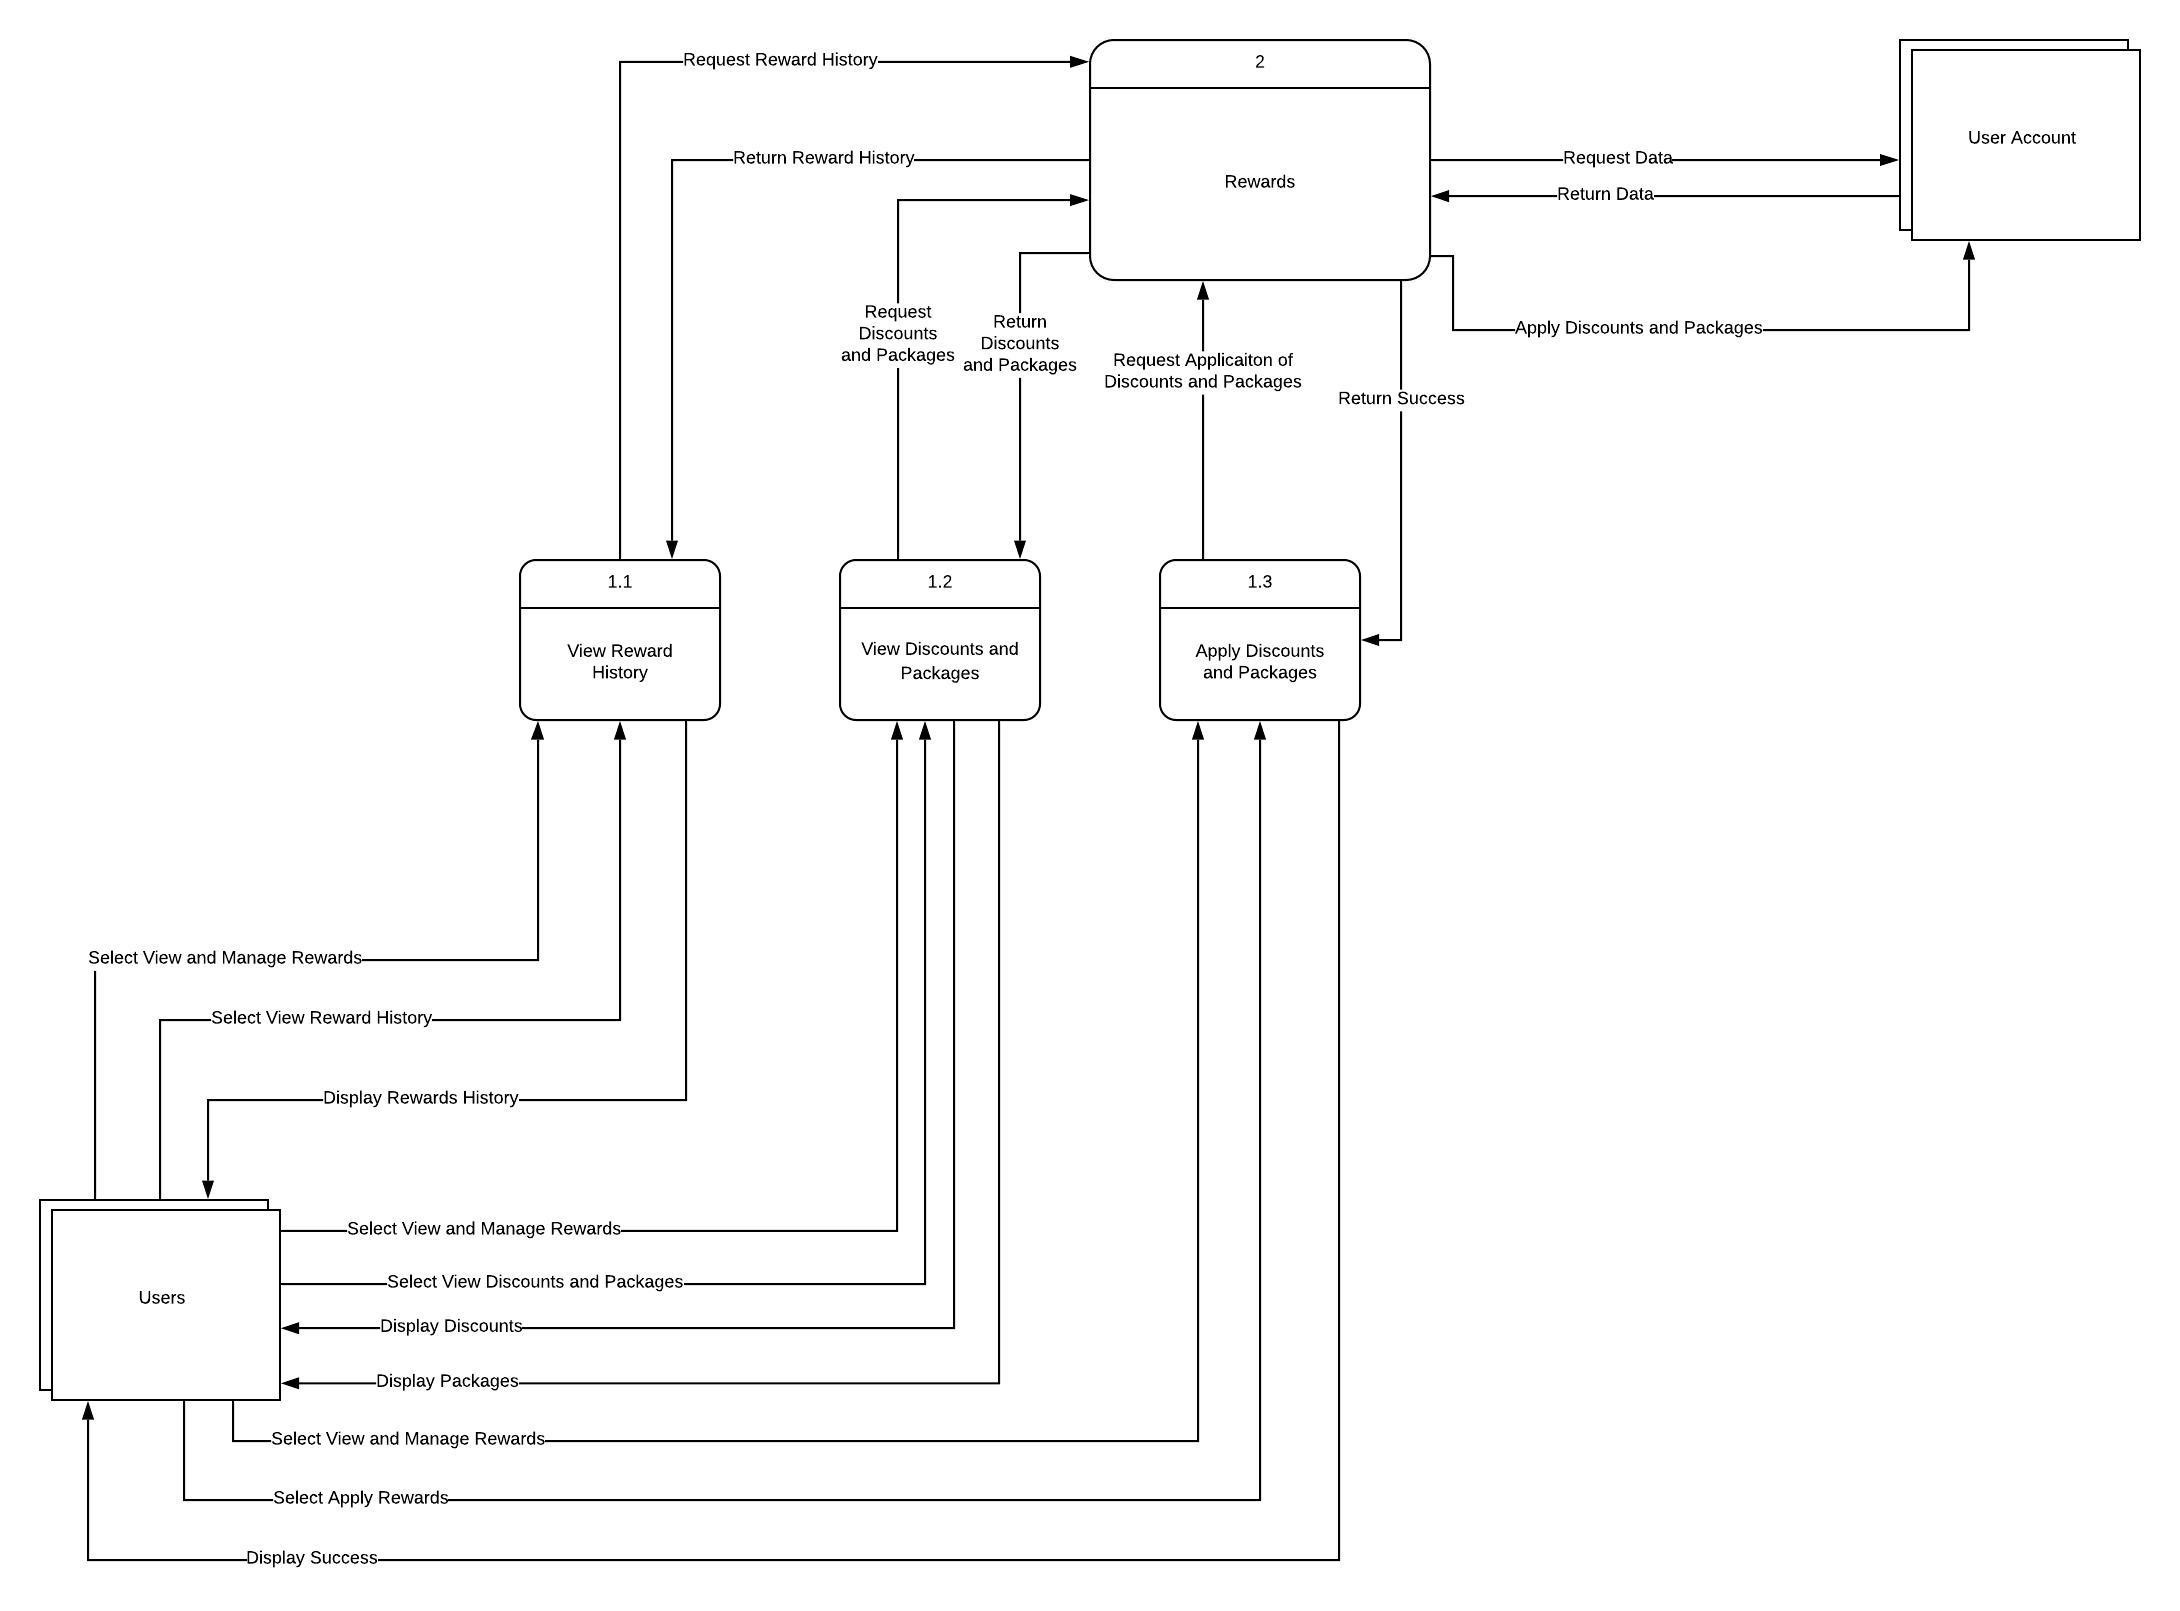 Request Reward History
2
Return Reward History
Rewards
Request Data
Return Data
User Account
Request
Discounts
and Packages
Return
Discounts
and Packages
Request Applicaiton of
Discounts and Packages
Return Success
Apply Discounts and Packages
1.1
View Reward
History
1.2
View Discounts and
Packages
1.3
Apply Discounts
and Packages
Select View and Manage Rewards
Select View Reward History
Display Rewards History
Users
Select View and Manage Rewards
Select View Discounts and Packages
Display Discounts
Display Packages
Select View and Manage Rewards
Select Apply Rewards
Display Success